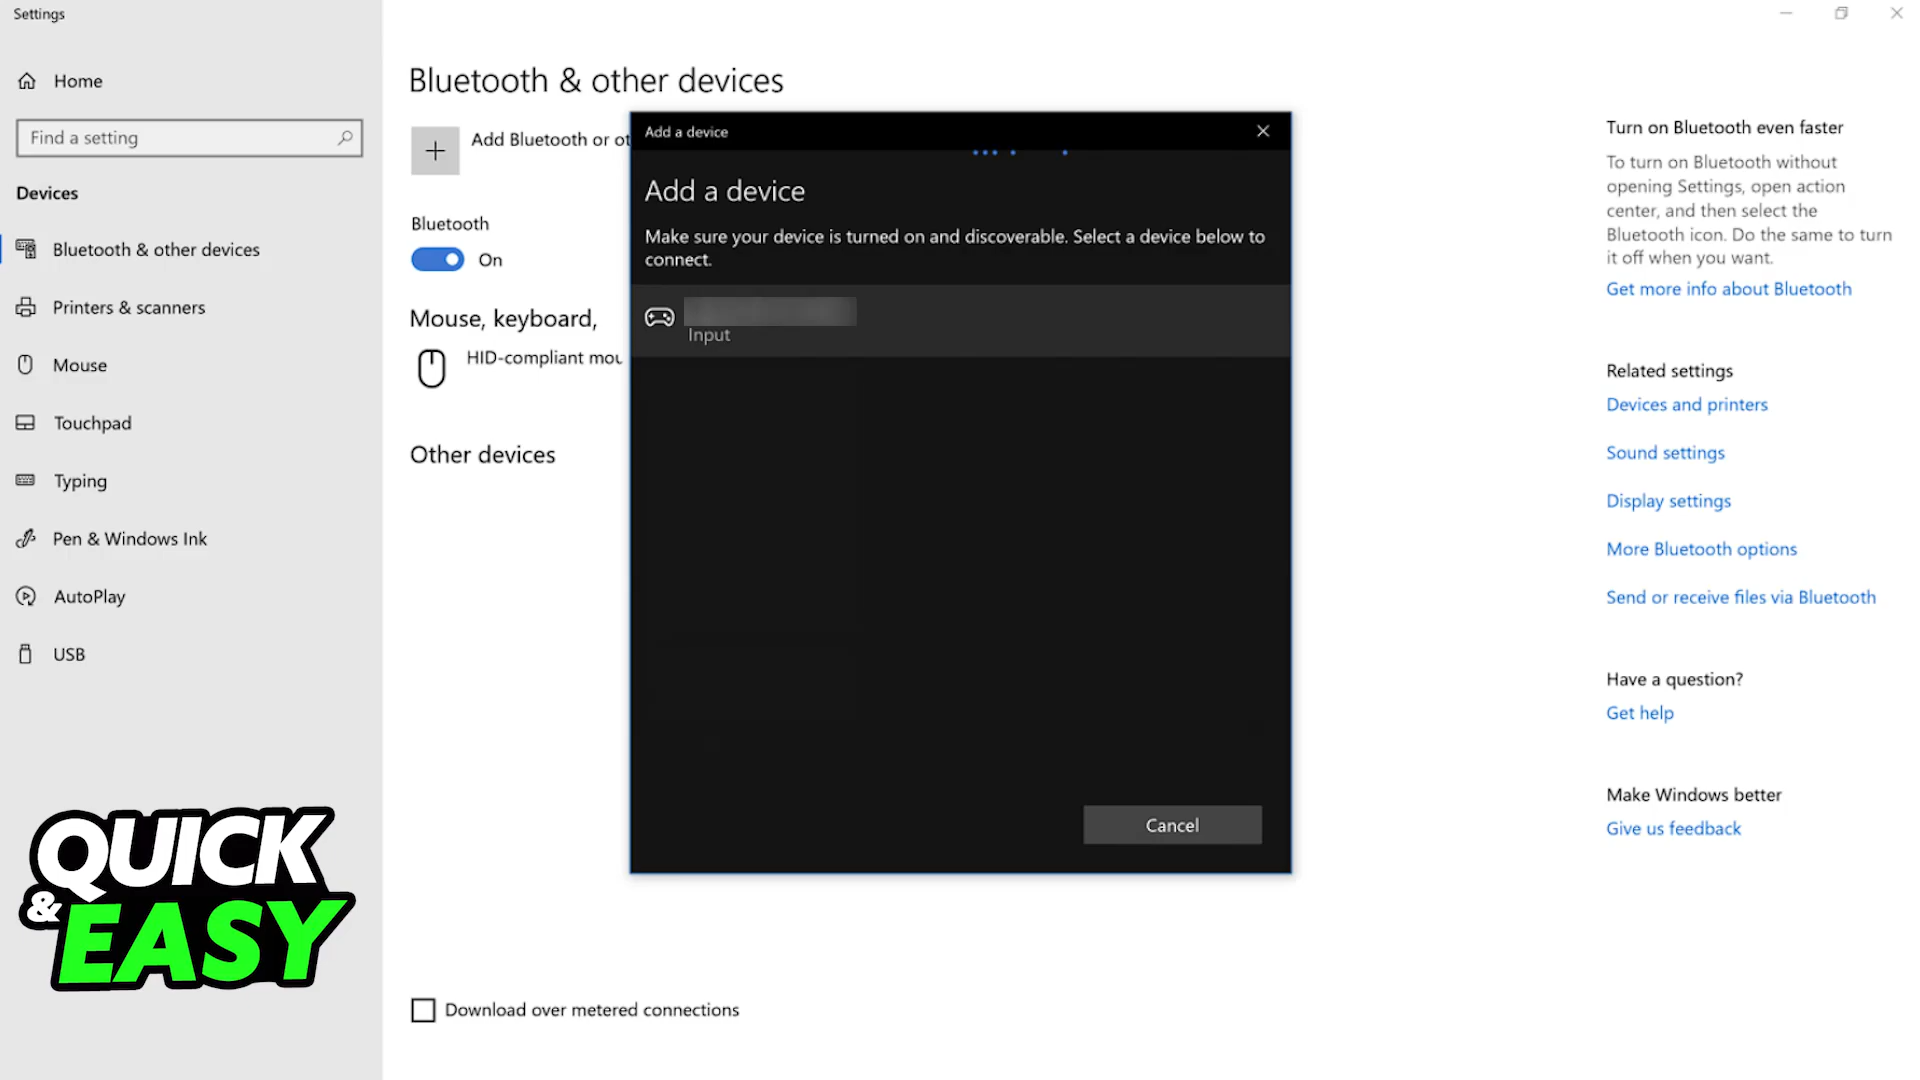 Settings
Home
Find a setting
Devices
Bluetooth & other devices
Printers & scanners
Mouse
Touchpad
Typing
Pen & Windows Ink
AutoPlay
USB
QUICK
& EASY
Bluetooth & other devices
Add Bluetooth or ot
Bluetooth
On
Mouse, keyboard,
HID-compliant mou
Other devices
Download over metered connections
Add a device
Add a device
Make sure your device is turned on and discoverable. Select a device below to
connect.
Input
Cancel
Turn on Bluetooth even faster
To turn on Bluetooth without
opening Settings, open action
center, and then select the
Bluetooth icon. Do the same to turn
it off when you want.
Get more info about Bluetooth
Related settings
Devices and printers
Sound settings
Display settings
More Bluetooth options
Send or receive files via Bluetooth
Have a question?
Get help
Make Windows better
Give us feedback